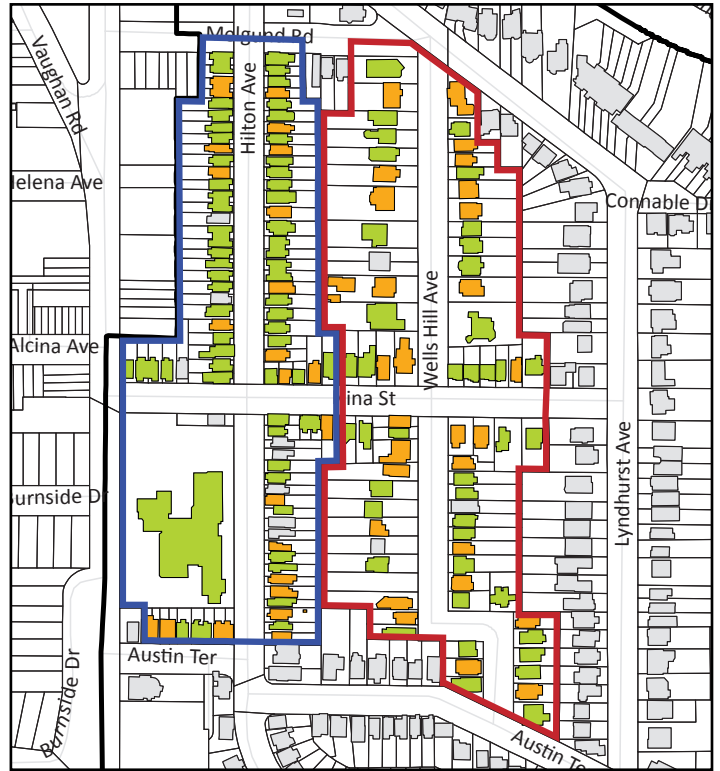 Melgund Rd
Vaughan Rd
Hilton Ave
Helena Ave
Connable D
Wells Hill Ave
Alcina Ave
ina St
Lyndhurst Ave
Burnside Dr
Austin Ter
Burnside Dr
Austin Te